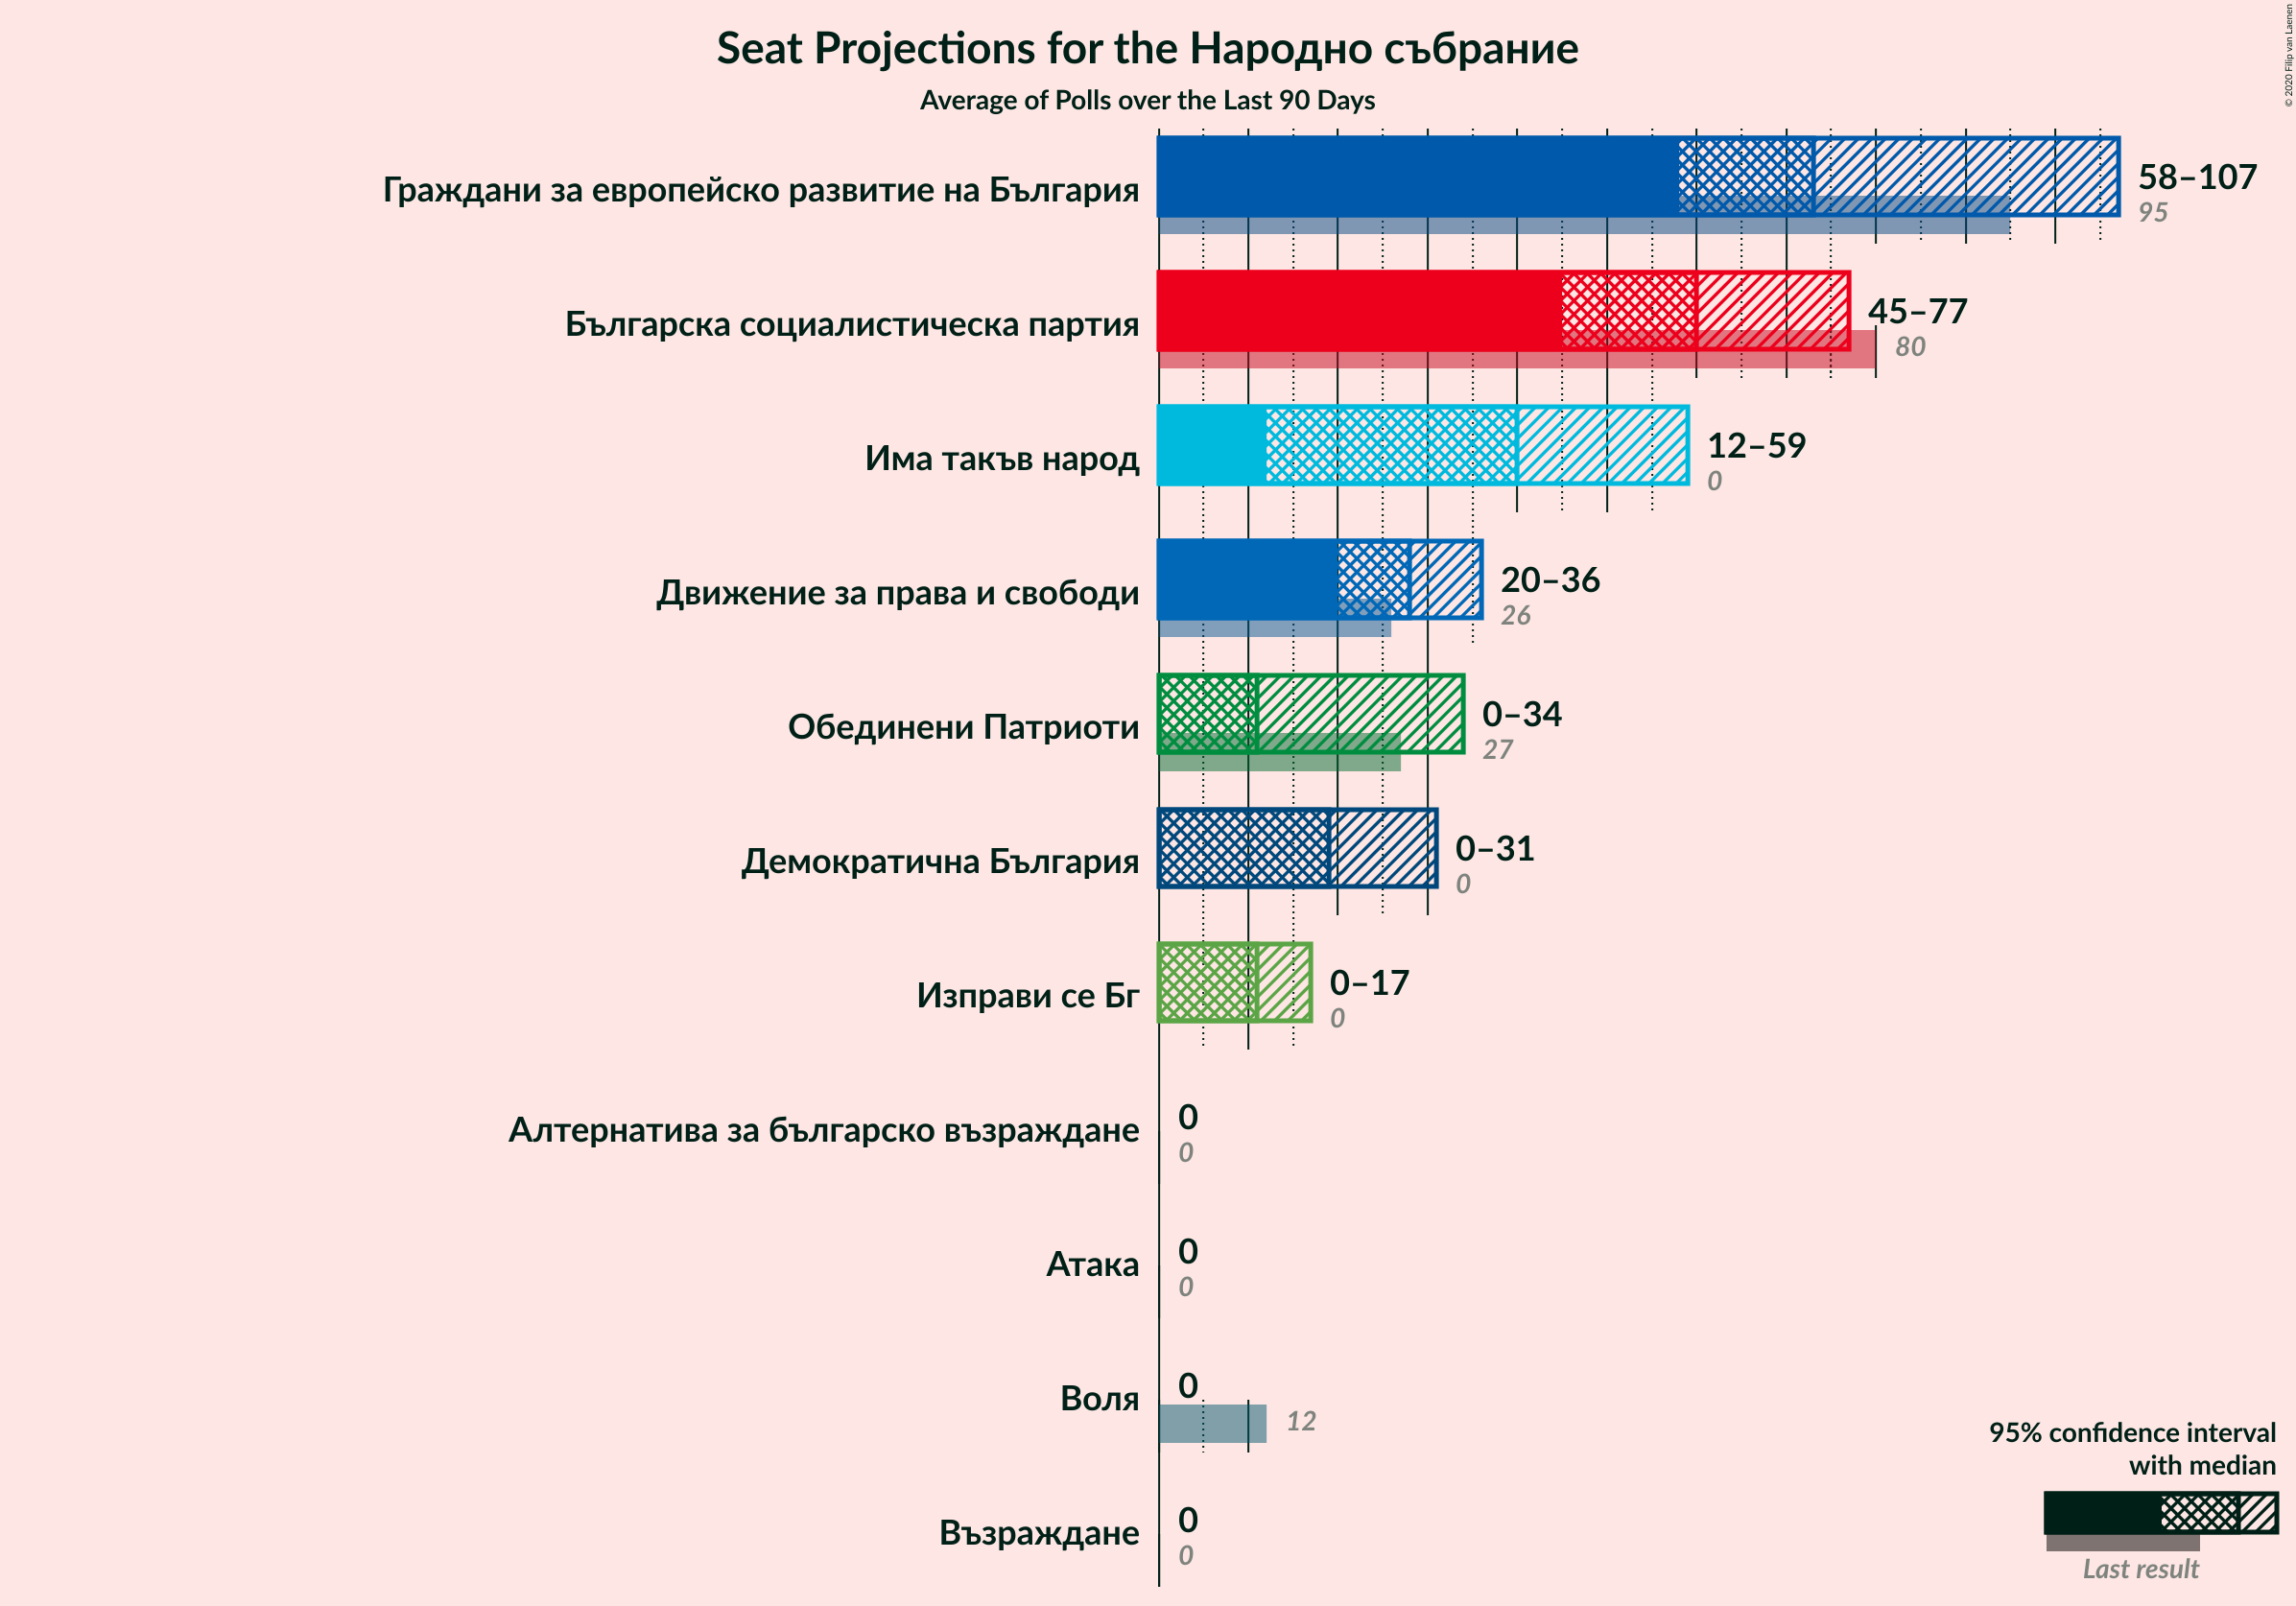 Seat Projections for the Народно събрание
Average of Polls over the Last 90 Days
© 2020 Filip van Laenen
Граждани за европейско развитие на България
58–107
95
Българска социалистическа партия
45–77
80
Има такъв народ
12–59
0
Движение за права и свободи
20–36
26
Обединени Патриоти
0–34
27
Демократична България
0–31
0
Изправи се Бг
0–17
0
Алтернатива за българско възраждане
0
0
Атака
0
0
Воля
0
12
Възраждане
0
0
95% confidence interval
with median
Last result